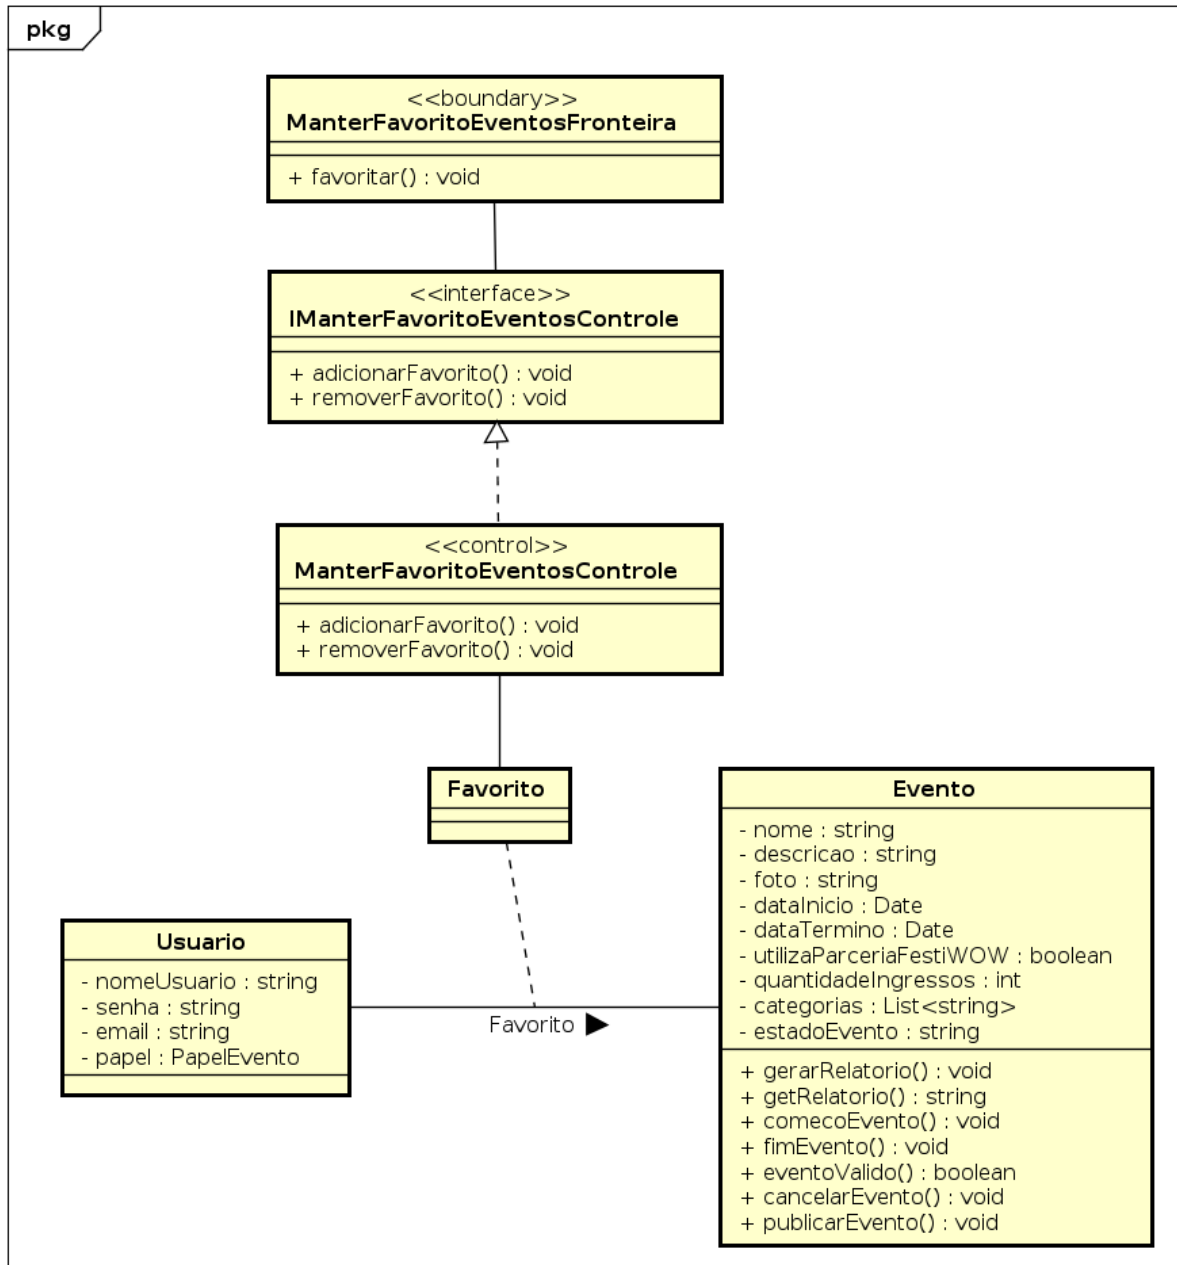 pkg
<<boundary>>
ManterFavoritoEventosFronteira
+ favoritar() : void
<<interface>>
IManterFavoritoEventosControle
+ adicionarFavorito() : void
+ removerFavorito() : void
<<control>>
ManterFavoritoEventosControle
+ adicionarFavorito() : void
+ removerFavorito() : void
Favorito
Usuario
- nomeUsuario : string
- senha : string
- email : string
- papel : PapelEvento
Favorito ▶
Evento
- nome : string
- descricao : string
- foto : string
- dataInicio : Date
- dataTermino : Date
- utilizaParceriaFestiWOW : boolean
- quantidadeIngressos : int
- categorias : List<string>
- estadoEvento : string
+ gerarRelatorio() : void
+ getRelatorio() : string
+ comecoEvento() : void
+ fimEvento() : void
+ eventoValido() : boolean
+ cancelarEvento() : void
+ publicarEvento() : void